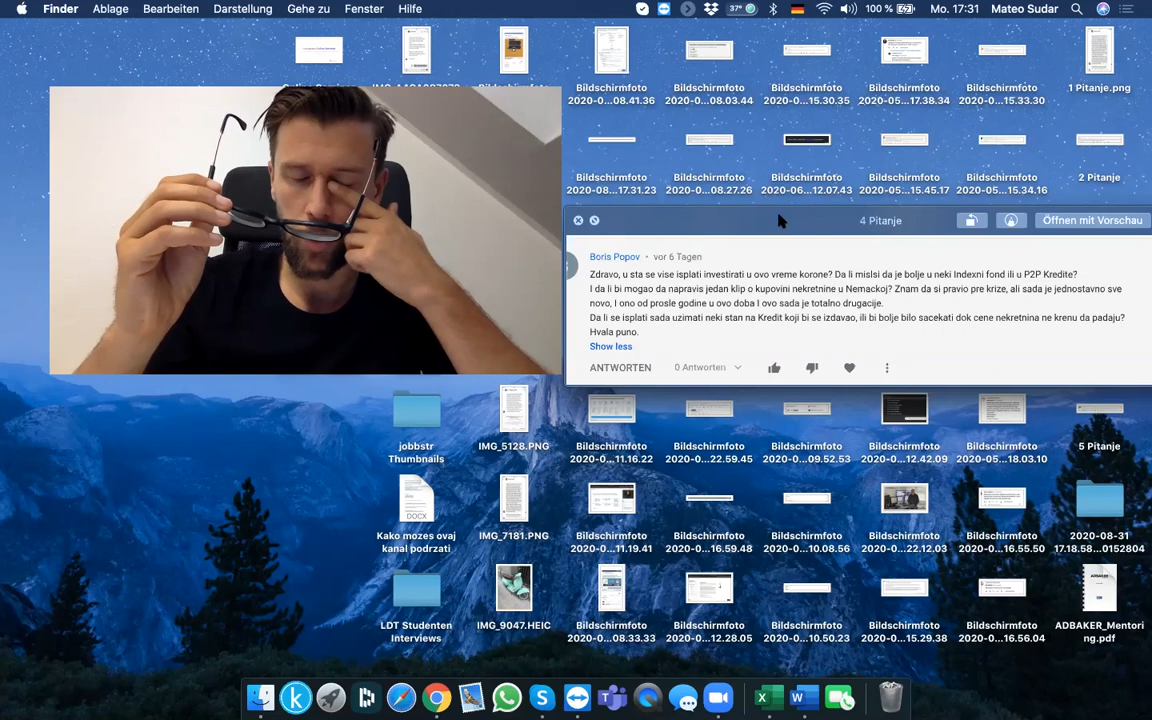 Finder Ablage Bearbeiten Darstellung Gehe zu Fenster Hilfe 37° 100 % Mo. 17:31 Mateo Sudar
Bildschirmfoto Bildschirmfoto Bildschirmfoto Bildschirmfoto Bildschirmfoto 1 Pitanje.png
2020-0...08.41.36 2020-0...08.03.44 2020-0...15.30.35 2020-05...17.38.34 2020-0...15.33.30
Bildschirmfoto Bildschirmfoto Bildschirmfoto Bildschirmfoto Bildschirmfoto 2 Pitanje
2020-08...17.31.23 2020-0...08.27.26 2020-06...12.07.43 2020-0...15.45.17 2020-0...15.34.16
4 Pitanje Öffnen mit Vorschau
Boris Popov • vor 6 Tagen
Zdravo, u sta se vise isplati investirati u ovo vreme korone? Da li mislsi da je bolje u neki Indexni fond ili u P2P Kredite?
I da li bi mogao da napravis jedan klip o kupovini nekretnine u Nemackoj? Znam da si pravio pre krize, ali sada je jednostavno sve
novo, I ono od prosle godine u ovo doba I ovo sada je totalno drugacije.
Da li se isplati sada uzimati neki stan na Kredit koji bi se izdavao, ili bi bolje bilo sacekati dok cene nekretnina ne krenu da padaju?
Hvala puno.
Show less
ANTWORTEN 0 Antworten
jobbstr IMG_5128.PNG Bildschirmfoto Bildschirmfoto Bildschirmfoto Bildschirmfoto Bildschirmfoto 5 Pitanje
Thumbnails 2020-0...11.16.22 2020-0...22.59.45 2020-0...09.52.53 2020-0...12.42.09 2020-05...18.03.10
DOCX
Kako mozes ovaj IMG_7181.PNG Bildschirmfoto Bildschirmfoto Bildschirmfoto Bildschirmfoto Bildschirmfoto 2020-08-31
kanal podrzati 2020-0...11.19.41 2020-0...16.59.48 2020-0...10.08.56 2020-0...22.12.03 2020-0...16.55.50 17.18.58...0152804
ADBAKER
LDT Studenten IMG_9047.HEIC Bildschirmfoto Bildschirmfoto Bildschirmfoto Bildschirmfoto Bildschirmfoto ADBAKER_Mentori
Interviews 2020-0...08.33.33 2020-0...12.28.05 2020-0...10.50.23 2020-0...15.29.38 2020-0...16.56.04 ng.pdf